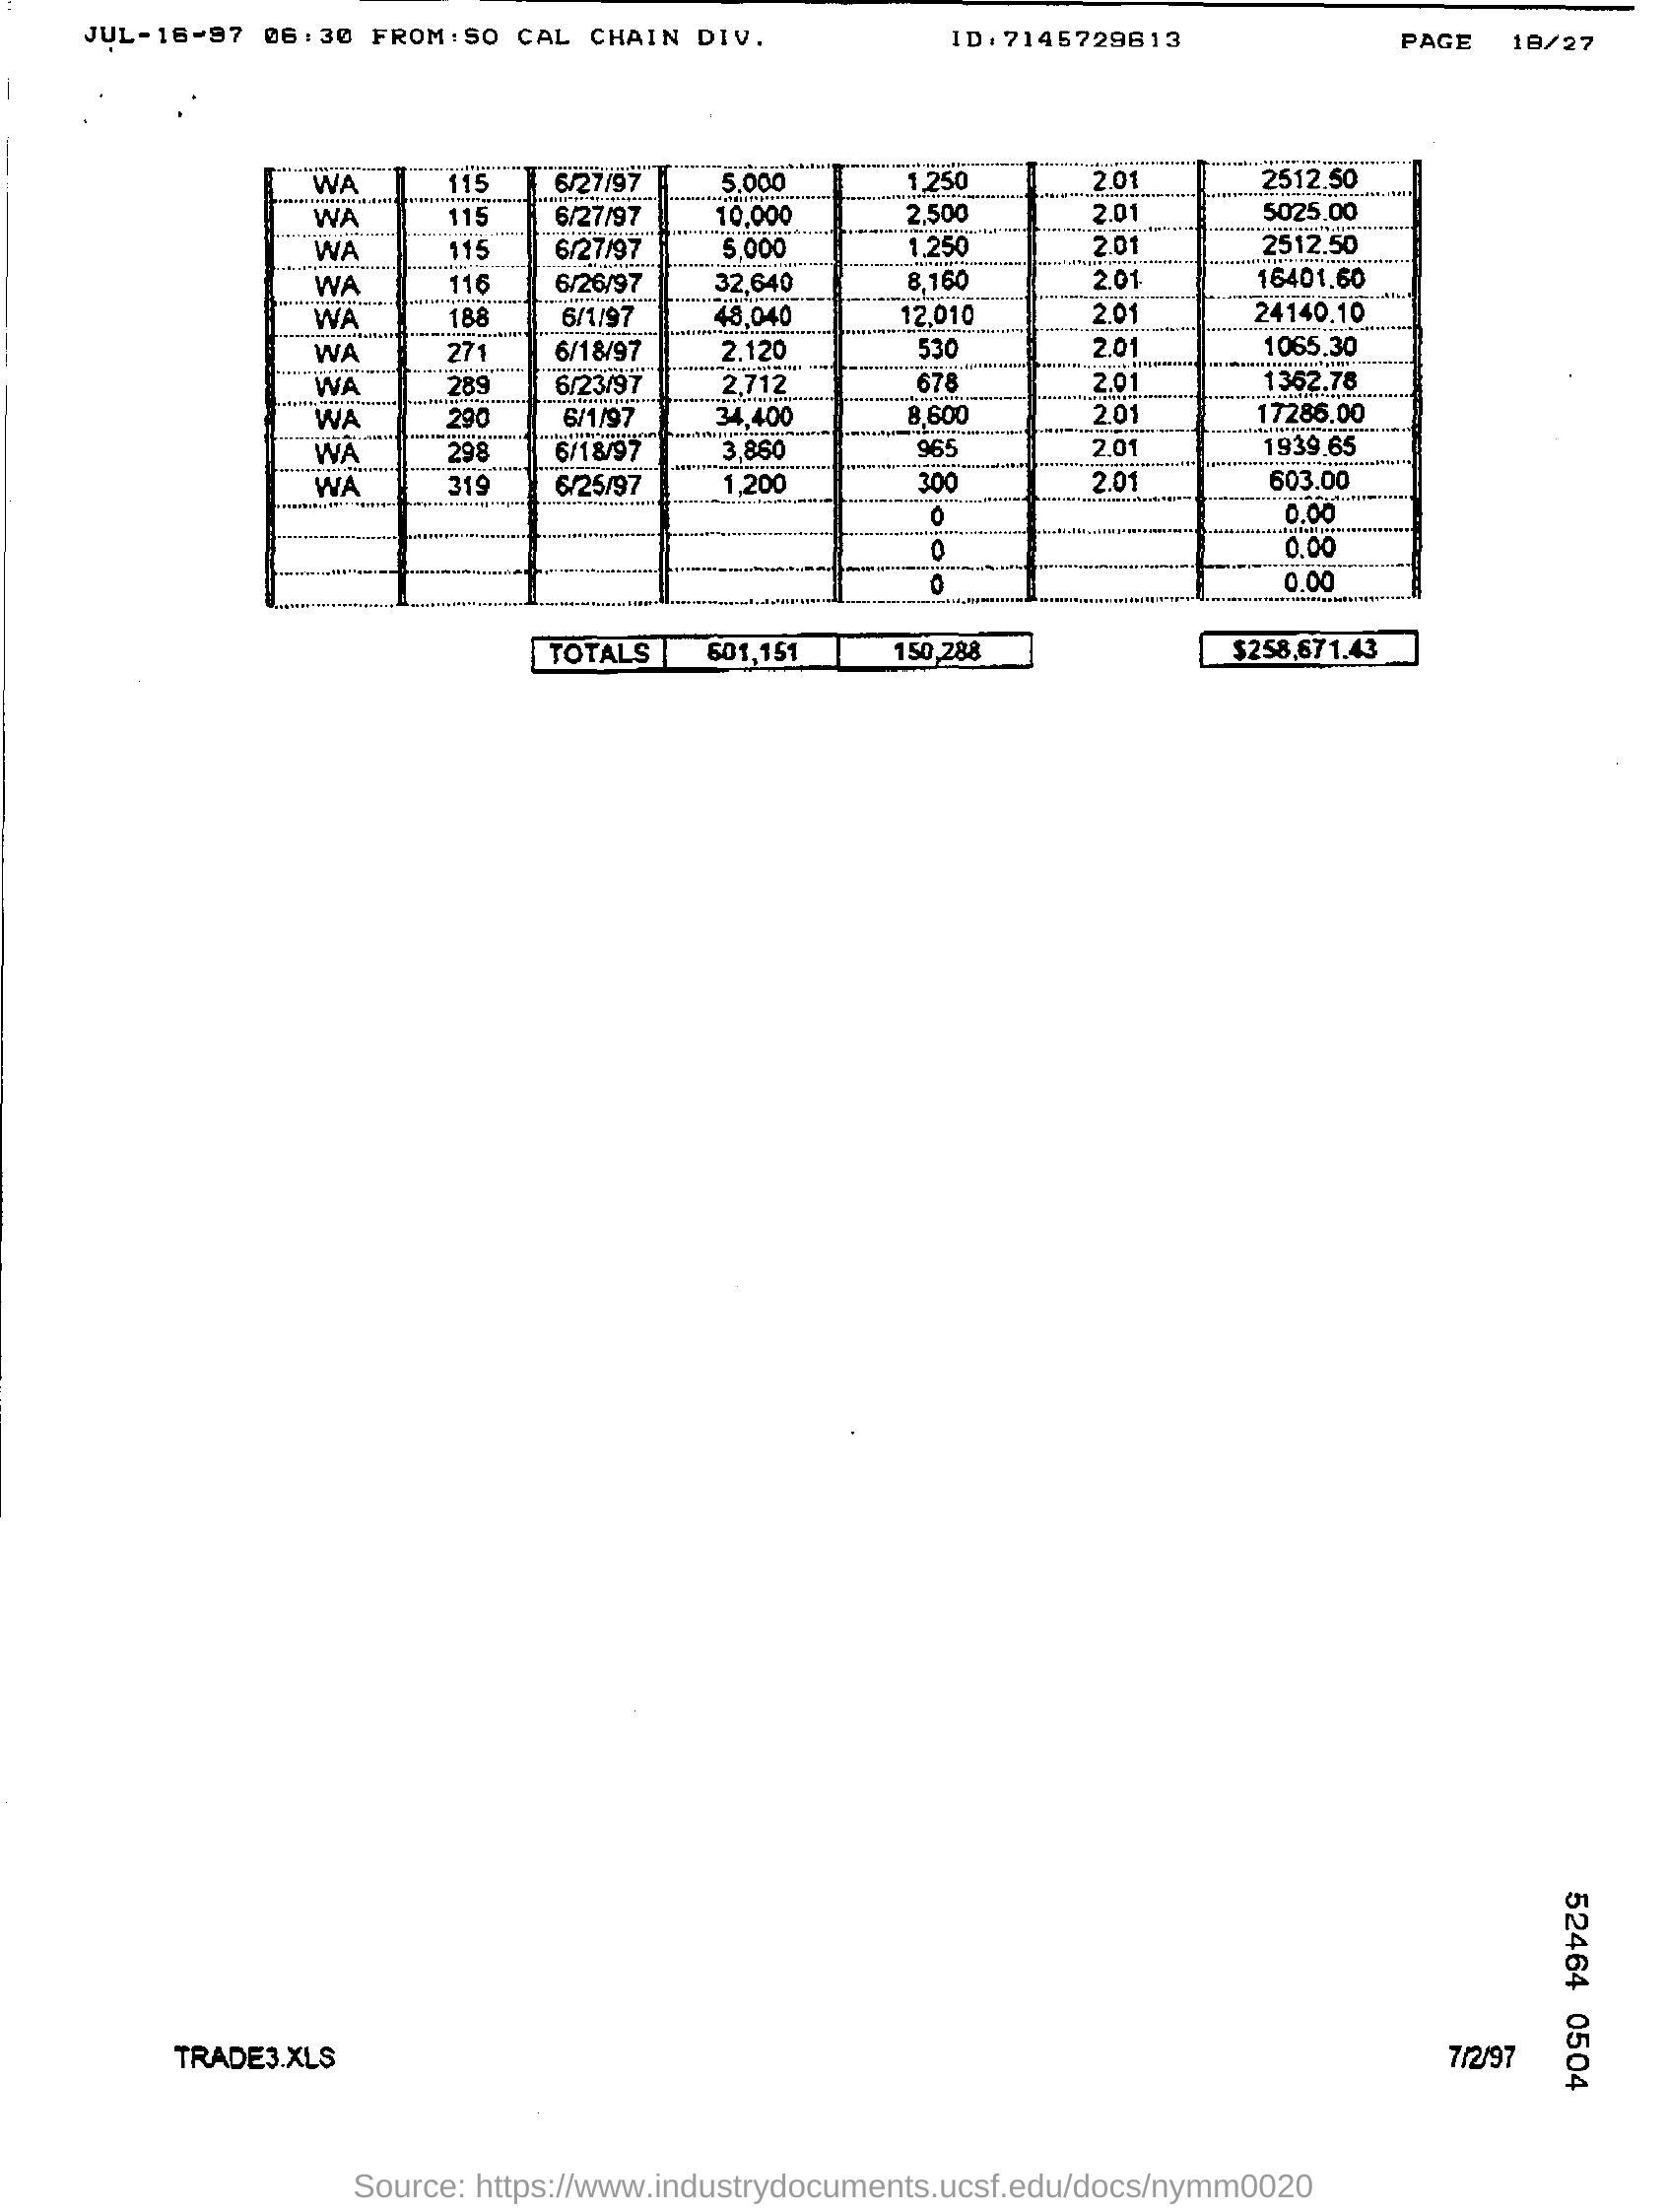 JUL-16-97 06:30 FROM:SO CAL CHAIN DIV. ID:7145729613 PAGE 18/27
WA 115 6/27/97 5,000 1,250 2.01 2512.50
WA 115 6/27/97 10,000 2,500 2.01 5025.00
WA 115 6/27/97 5,000 1,250 2.01 2512.50
WA 116 6/26/97 32,640 8,160 2.01 16401.60
WA 188 6/1/97 48,040 12,010 2.01 24140.10
WA 271 6/18/97 2,120 530 2.01 1065.30
WA 289 6/23/97 2,712 678 2.01 1362.78
WA 290 6/1/97 34,400 8,600 2.01 17286.00
WA 298 6/18/97 3,860 965 2.01 1939.65
WA 319 6/25/97 1,200 300 2.01 603.00
0 0.00
0 0.00
0 0.00
TOTALS 601,151 150,288 $258,671.43
52464 0504
TRADE3.XLS 7/2/97
Source: https://www.industrydocuments.ucsf.edu/docs/nymm0020